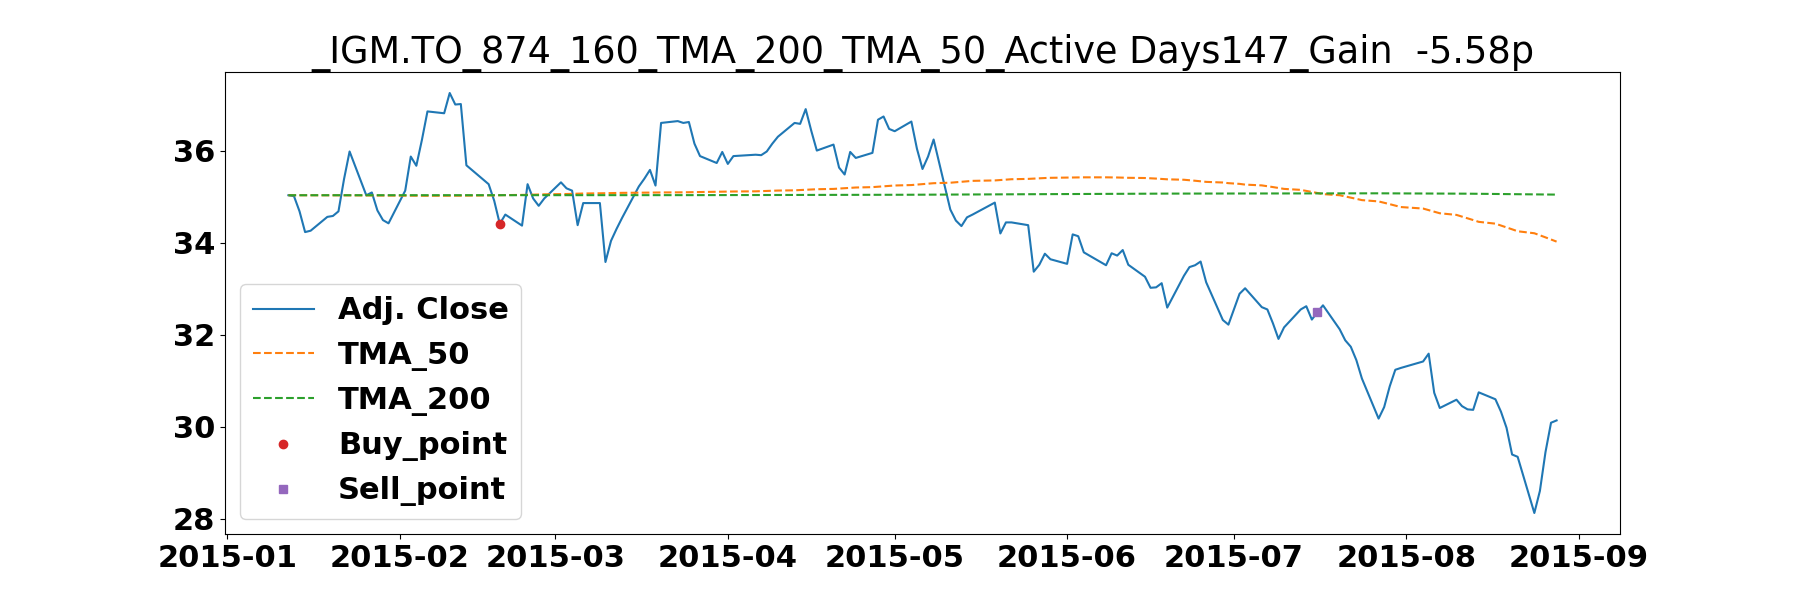 _IGM.TO_874_160_TMA_200_TMA_50_Active Days147_Gain  -5.58p
36
34
32
30
28
Adj. Close
TMA_50
TMA_200
Buy_point
Sell_point
2015-01 2015-02 2015-03 2015-04 2015-05 2015-06 2015-07 2015-08 2015-09